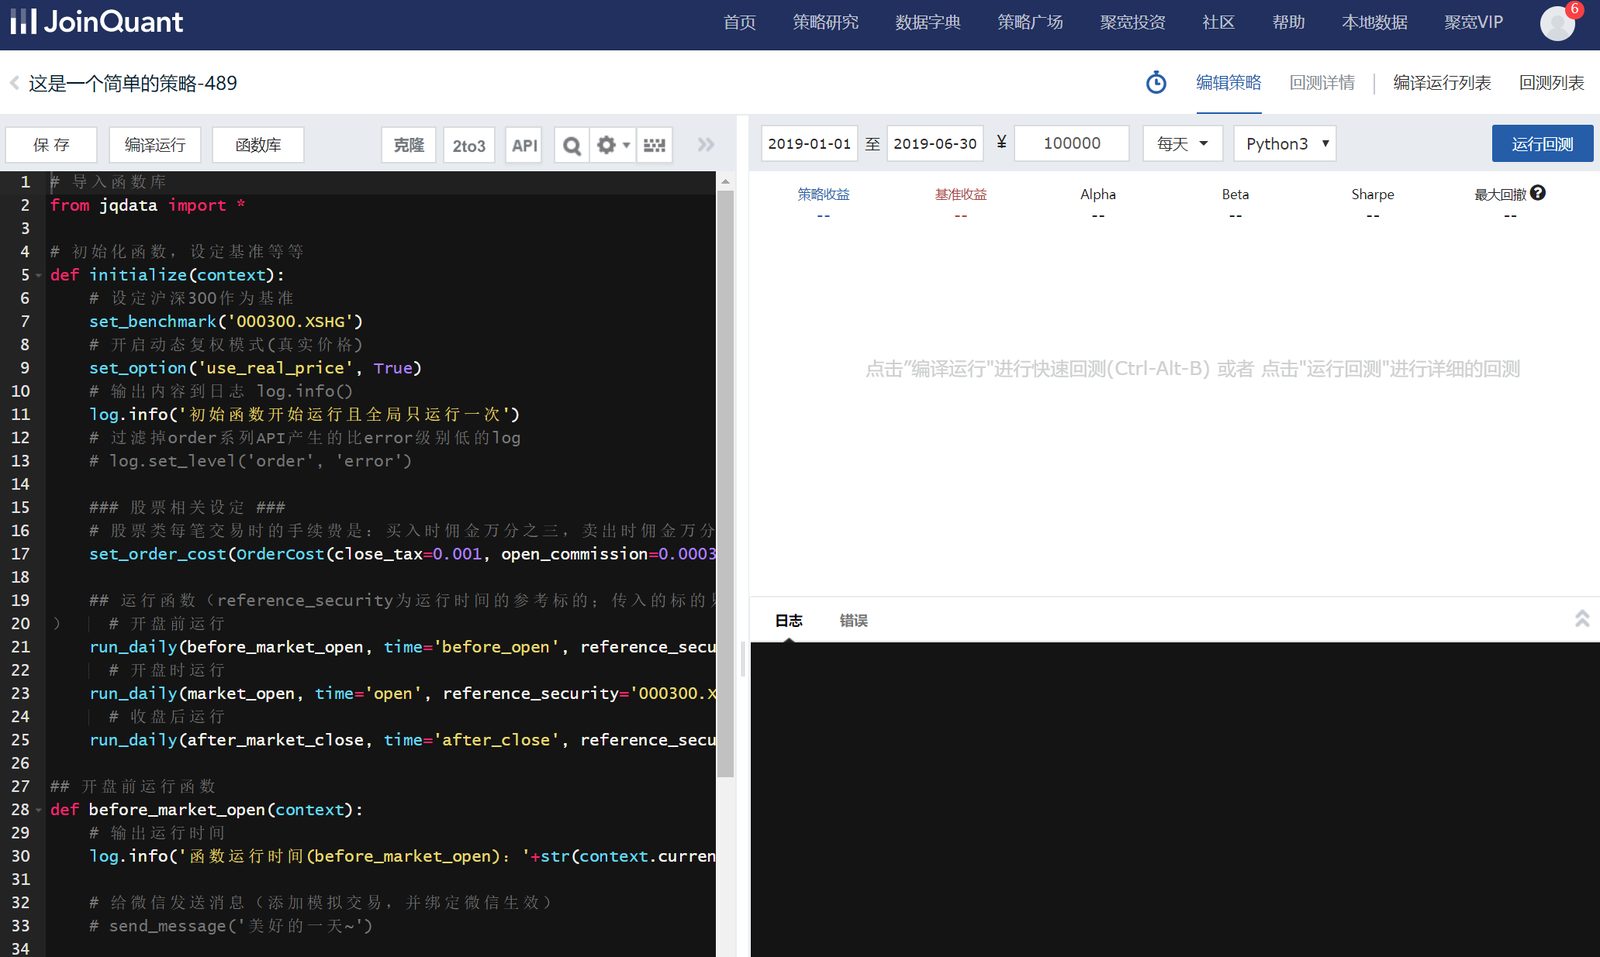 JoinQuant
首页 策略研究 数据字典 策略广场 聚宽投资 社区 帮助 本地数据 聚宽VIP 6
这是一个简单的策略-489
编辑策略 回测详情 | 编译运行列表 回测列表
保存 编译运行 函数库 克隆 2to3 API
2019-01-01 至 2019-06-30 ¥ 100000 每天 Python3 运行回测
策略收益 基准收益 Alpha Beta Sharpe 最大回撤
-- -- -- -- -- --
点击"编译运行"进行快速回测(Ctrl-Alt-B) 或者 点击"运行回测"进行详细的回测
日志 错误
1 # 导入函数库
2 from jqdata import *
3
4 # 初始化函数，设定基准等等
5 def initialize(context):
6 # 设定沪深300作为基准
7 set_benchmark('000300.XSHG')
8 # 开启动态复权模式(真实价格)
9 set_option('use_real_price', True)
10 # 输出内容到日志 log.info()
11 log.info('初始函数开始运行且全局只运行一次')
12 # 过滤掉order系列API产生的比error级别低的log
13 # log.set_level('order', 'error')
14
15 ### 股票相关设定 ###
16 # 股票类每笔交易时的手续费是：买入时佣金万分之三，卖出时佣金万分
17 set_order_cost(OrderCost(close_tax=0.001, open_commission=0.0003
18
19 ## 运行函数（reference_security为运行时间的参考标的；传入的标的只
20 ） # 开盘前运行
21 run_daily(before_market_open, time='before_open', reference_secu
22 # 开盘时运行
23 run_daily(market_open, time='open', reference_security='000300.X
24 # 收盘后运行
25 run_daily(after_market_close, time='after_close', reference_secu
26
27 ## 开盘前运行函数
28 def before_market_open(context):
29 # 输出运行时间
30 log.info('函数运行时间(before_market_open)：'+str(context.curren
31
32 # 给微信发送消息（添加模拟交易，并绑定微信生效）
33 # send_message('美好的一天~')
34